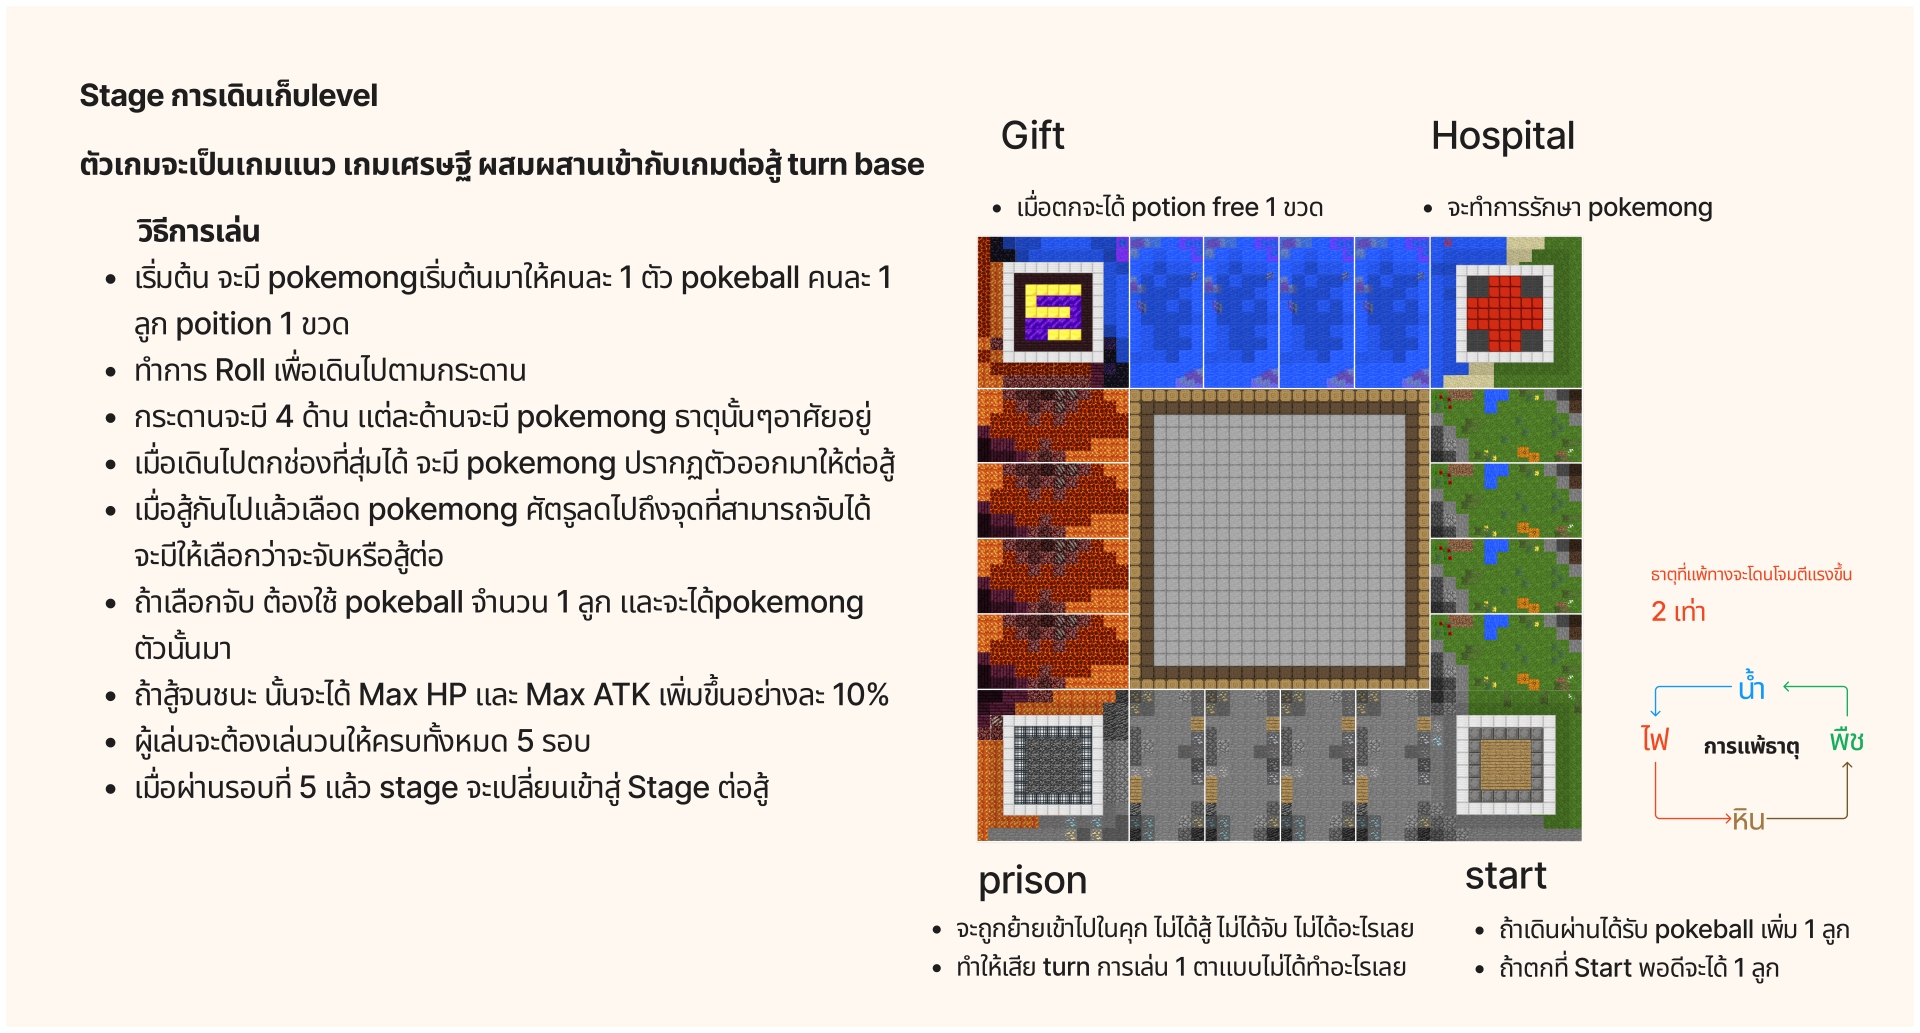 Stage การเดินเก็บlevel
ตัวเกมจะเป็นเกมแนว เกมเศรษฐี ผสมผสานเข้ากับเกมต่อสู้ turn base
วิธีการเล่น
เริ่มต้น จะมี pokemongเริ่มต้นมาให้คนละ 1 ตัว pokeball คนละ 1
ลูก poition 1 ขวด
ทำการ Roll เพื่อเดินไปตามกระดาน
กระดานจะมี 4 ด้าน แต่ละด้านจะมี pokemong ธาตุนั้นๆอาศัยอยู่
เมื่อเดินไปตกช่องที่สุ่มได้ จะมี pokemong ปรากฏตัวออกมาให้ต่อสู้
เมื่อสู้กันไปแล้วเลือด pokemong ศัตรูลดไปถึงจุดที่สามารถจับได้
จะมีให้เลือกว่าจะจับหรือสู้ต่อ
ถ้าเลือกจับ ต้องใช้ pokeball จำนวน 1 ลูก และจะได้pokemong
ตัวนั้นมา
ถ้าสู้จนชนะ นั้นจะได้ Max HP และ Max ATK เพิ่มขึ้นอย่างละ 10%
ผู้เล่นจะต้องเล่นวนให้ครบทั้งหมด 5 รอบ
เมื่อผ่านรอบที่ 5 แล้ว stage จะเปลี่ยนเข้าสู่ Stage ต่อสู้
Gift
เมื่อตกจะได้ potion free 1 ขวด
Hospital
จะทำการรักษา pokemong
ธาตุที่แพ้ทางจะโดนโจมตีแรงขึ้น
2 เท่า
น้ำ
ไฟ
การแพ้ธาตุ
พืช
หิน
prison
จะถูกย้ายเข้าไปในคุก ไม่ได้สู้ ไม่ได้จับ ไม่ได้อะไรเลย
ทำให้เสีย turn การเล่น 1 ตาแบบไม่ได้ทำอะไรเลย
start
ถ้าเดินผ่านได้รับ pokeball เพิ่ม 1 ลูก
ถ้าตกที่ Start พอดีจะได้ 1 ลูก